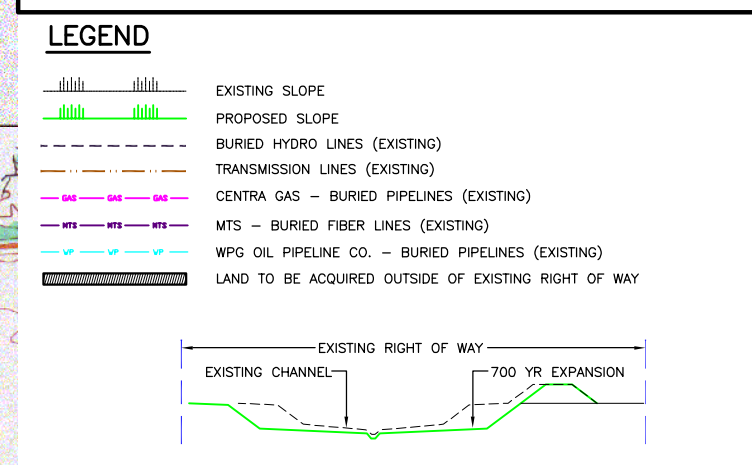 LEGEND
EXISTING SLOPE
PROPOSED SLOPE
BURIED HYDRO LINES (EXISTING)
TRANSMISSION LINES (EXISTING)
GAS GAS GAS CENTRA GAS – BURIED PIPELINES (EXISTING)
MTS MTS MTS MTS – BURIED FIBER LINES (EXISTING)
WP WP WP WPG OIL PIPELINE CO. – BURIED PIPELINES (EXISTING)
LAND TO BE ACQUIRED OUTSIDE OF EXISTING RIGHT OF WAY
EXISTING RIGHT OF WAY
EXISTING CHANNEL 700 YR EXPANSION